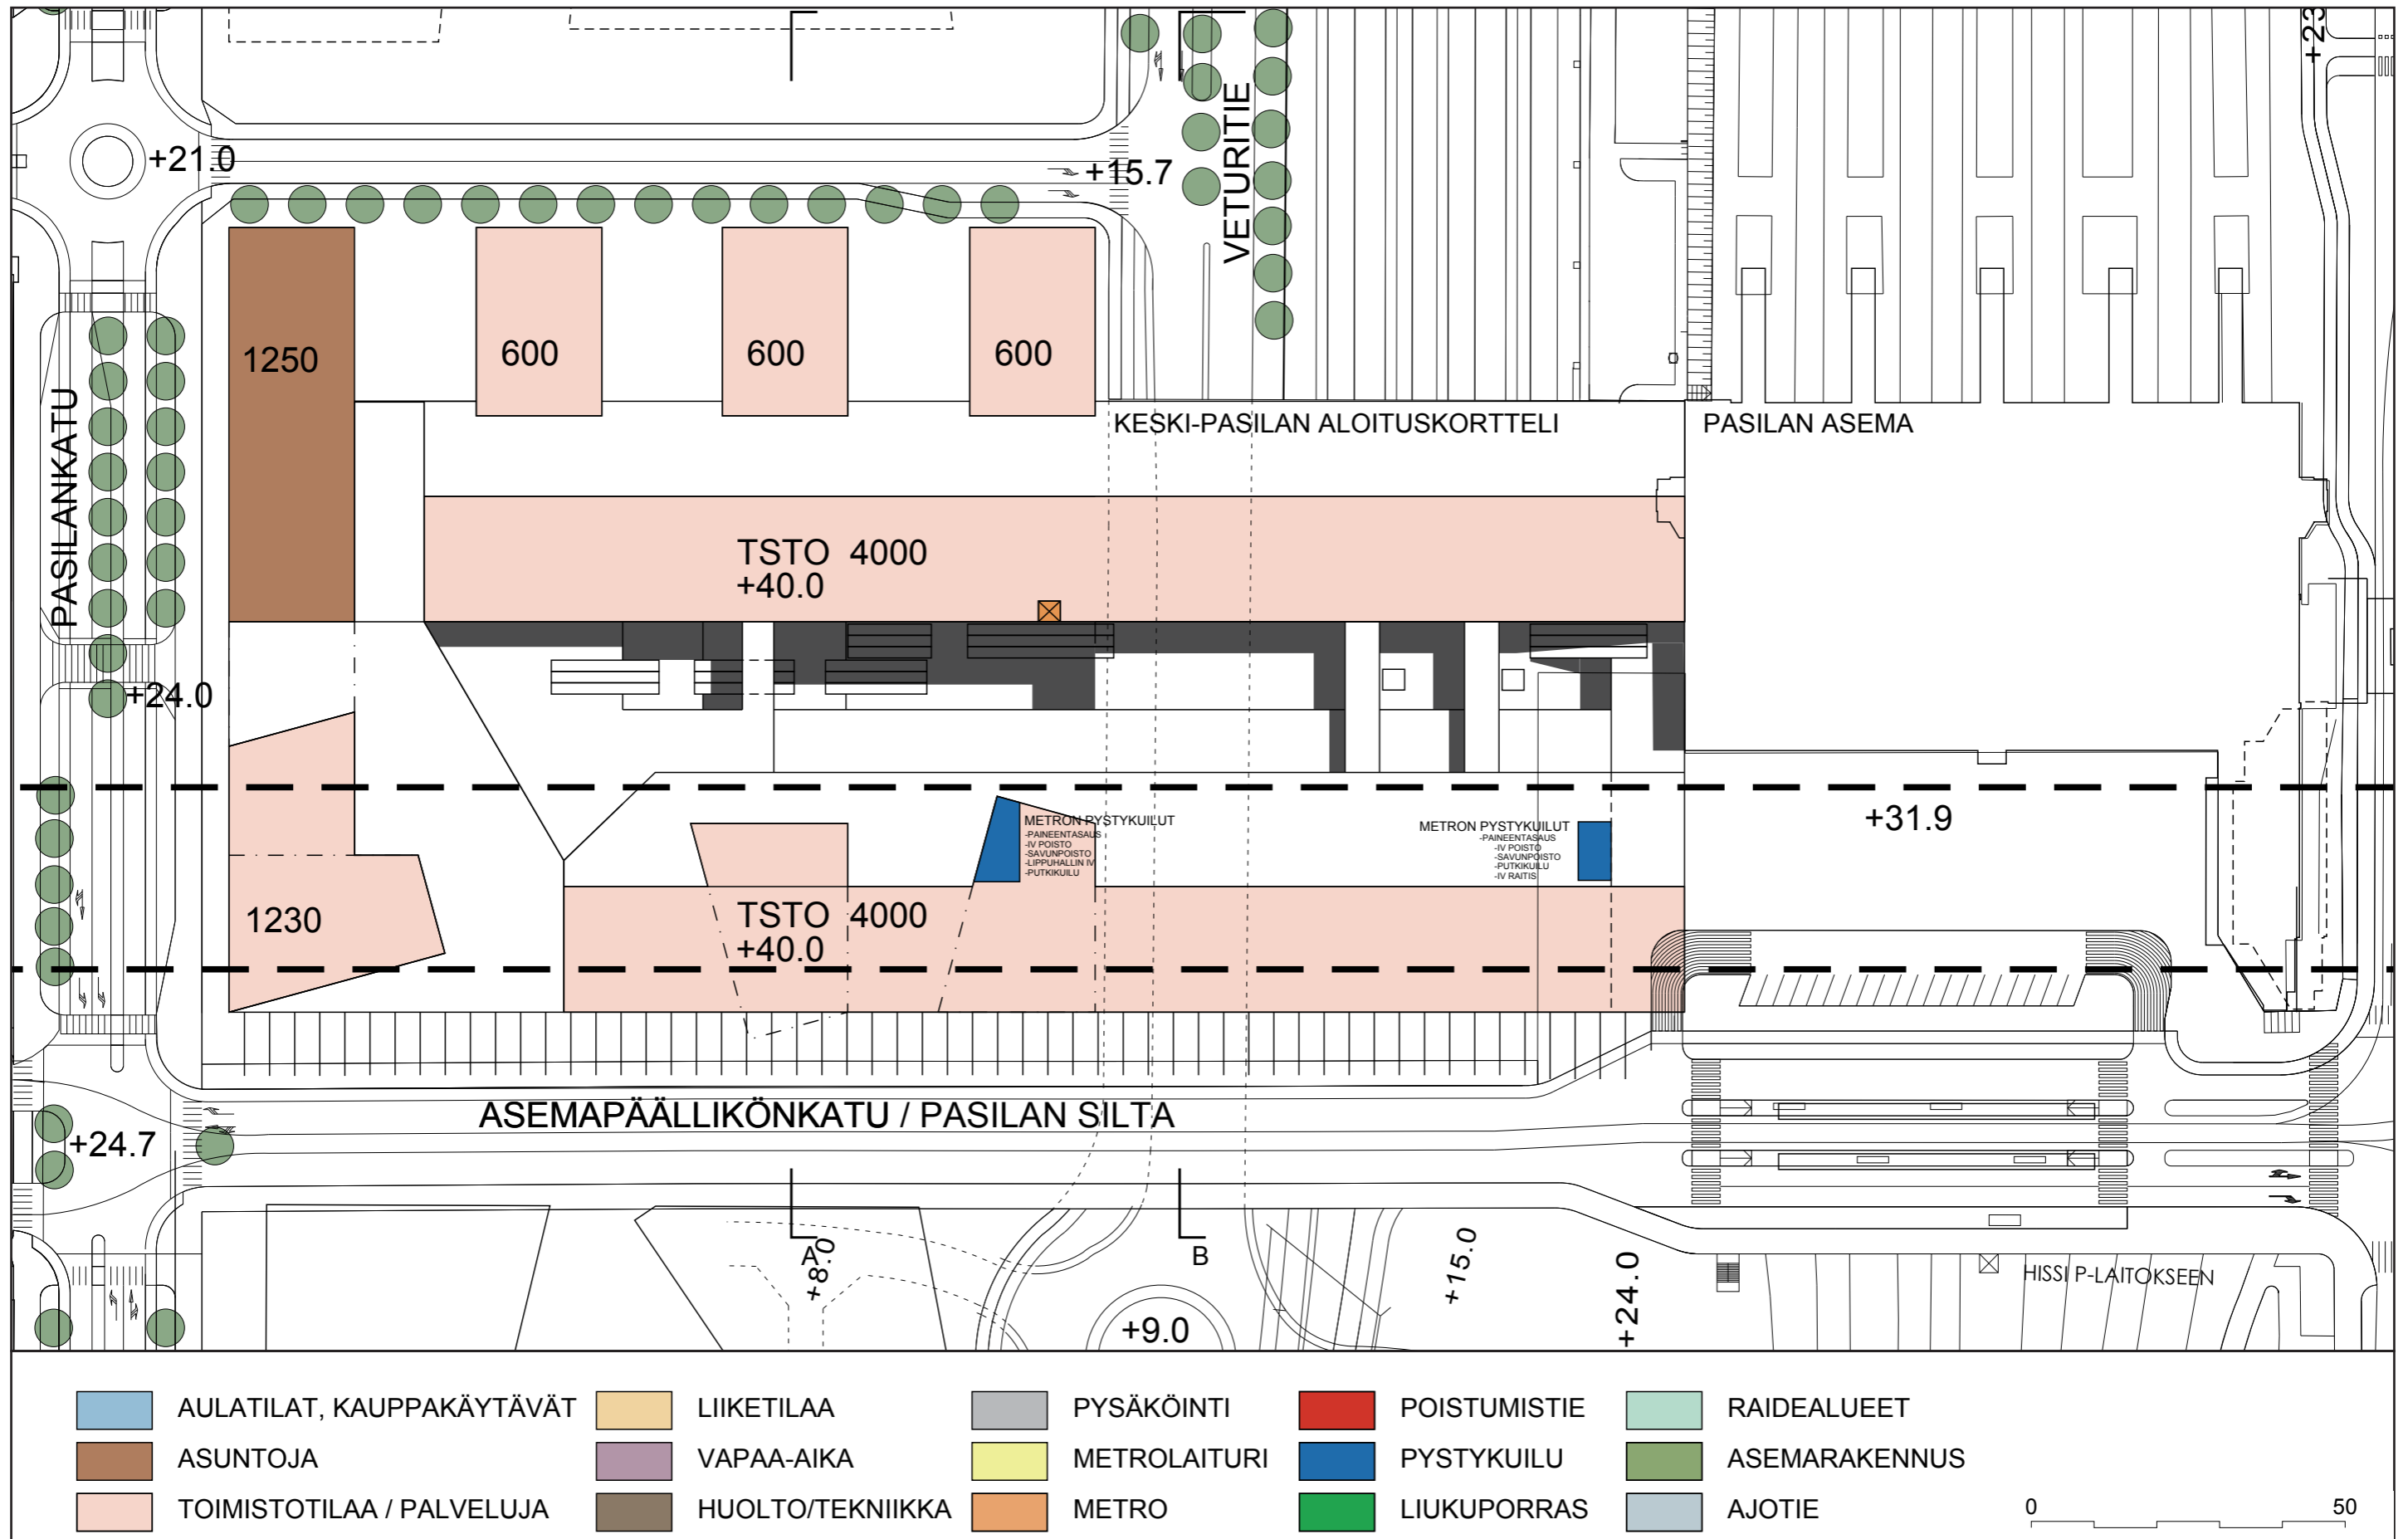 +23
+21.0
+15.7
VETURITIE
1250
600
600
600
PASILANKATU
KESKI-PASILAN ALOITUSKORTTELI
PASILAN ASEMA
TSTO 4000
+40.0
+24.0
METRON PYSTYKUILUT
-PAINEENTASAUS
-IV POISTO
-SAVUNPOISTO
-LIPPUHALLIN IV
-PUTKIKUILU
METRON PYSTYKUILUT
-PAINEENTASAUS
-IV POISTO
-SAVUNPOISTO
-PUTKIKUILU
-IV RAITIS
+31.9
1230
TSTO 4000
+40.0
ASEMAPÄÄLLIKÖNKATU / PASILAN SILTA
+24.7
A
B
+8.0
+9.0
+15.0
+24.0
HISSI P-LAITOKSEEN
AULATILAT, KAUPPAKÄYTÄVÄT
LIIKETILAA
PYSÄKÖINTI
POISTUMISTIE
RAIDEALUEET
ASUNTOJA
VAPAA-AIKA
METROLAITURI
PYSTYKUILU
ASEMARAKENNUS
TOIMISTOTILAA / PALVELUJA
HUOLTO/TEKNIIKKA
METRO
LIUKUPORRAS
AJOTIE
0 50